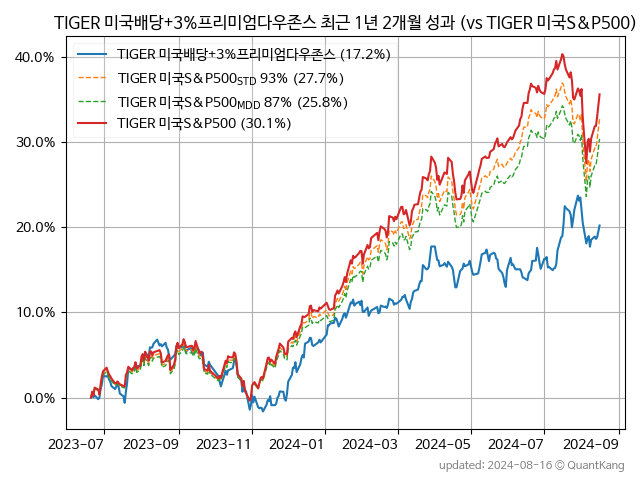 TIGER 미국배당+3%프리미엄다우존스 최근 1년 2개월 성과 (vs TIGER 미국S&P500)
TIGER 미국배당+3%프리미엄다우존스 (17.2%)
TIGER 미국S&P500STD 93% (27.7%)
TIGER 미국S&P500MDD 87% (25.8%)
TIGER 미국S&P500 (30.1%)
40.0%
30.0%
20.0%
10.0%
0.0%
2023-07 2023-09 2023-11 2024-01 2024-03 2024-05 2024-07 2024-09
updated: 2024-08-16 © QuantKang